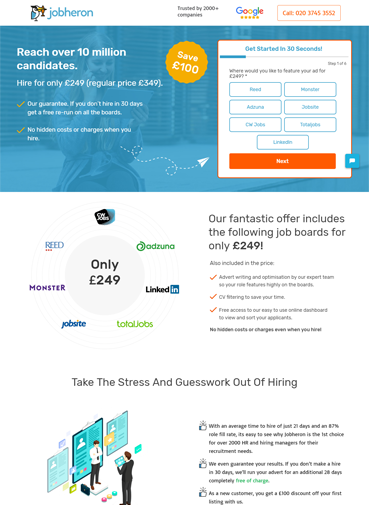 jobheron
Trusted by 2000+
companies
Google
Call: 020 3745 3552
Reach over 10 million
candidates.
Hire for only £249 (regular price £349).
Our guarantee. If you don't hire in 30 days
get a free re-run on all the boards.
No hidden costs or charges when you
hire.
Save
£100
Get Started In 30 Seconds!
Step 1 of 6
Where would you like to feature your ad for
£249? *
Reed
Monster
Adzuna
Jobsite
CW Jobs
Totaljobs
LinkedIn
Next
CW
JOBS
REED
adzuna
MONSTER
Only
£249
LinkedIn
jobsite
totaljobs
Our fantastic offer includes
the following job boards for
only £249!
Also included in the price:
Advert writing and optimisation by our expert team
so your role features highly on the boards.
CV filtering to save your time.
Free access to our easy to use online dashboard
to view and sort your applicants.
No hidden costs or charges even when you hire!
Take The Stress And Guesswork Out Of Hiring
With an average time to hire of just 21 days and an 87%
role fill rate, its easy to see why Jobheron is the 1st choice
for over 2000 HR and hiring managers for their
recruitment needs.
We even guarantee your results. If you don't make a hire
in 30 days, we'll run your advert for an additional 28 days
completely free of charge.
As a new customer, you get a £100 discount off your first
listing with us.